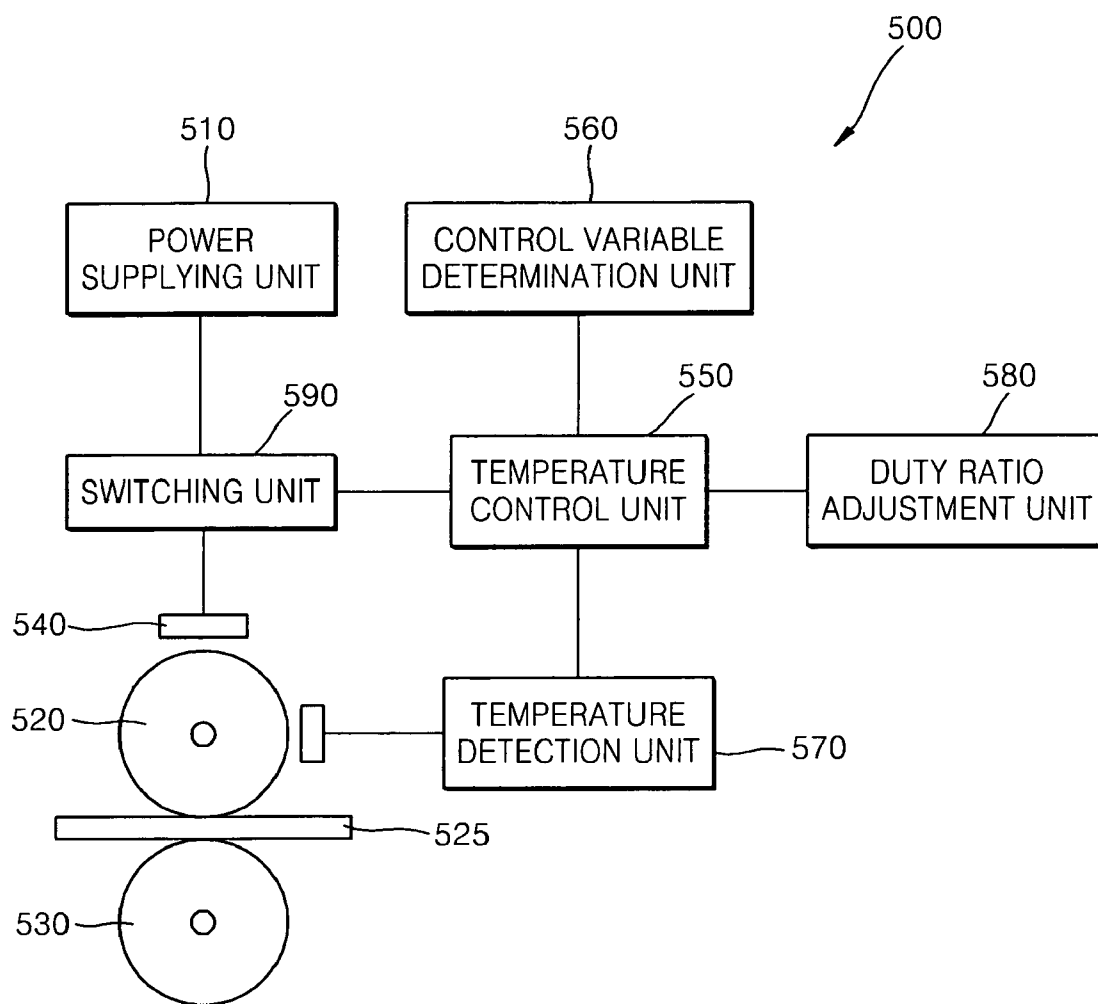 500
510
560
POWER
SUPPLYING UNIT
CONTROL VARIABLE
DETERMINATION UNIT
590
550
580
SWITCHING UNIT
TEMPERATURE
CONTROL UNIT
DUTY RATIO
ADJUSTMENT UNIT
540
520
TEMPERATURE
DETECTION UNIT
570
525
530